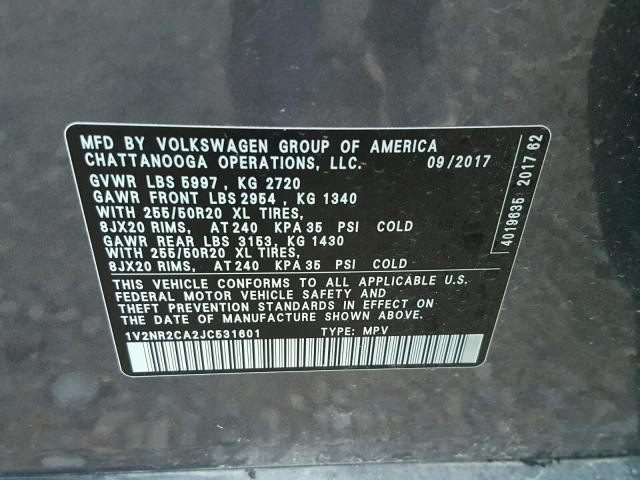 MFD BY VOLKSWAGEN GROUP OF AMERICA
CHATTANOOGA OPERATIONS, LLC. 09/2017
GVWR LBS 5997 , KG 2720
GAWR FRONT LBS 2954 , KG 1340
WITH 255/50R20 XL TIRES,
8JX20 RIMS, AT 240 KPA 35 PSI COLD
GAWR REAR LBS 3153, KG 1430
WITH 255/50R20 XL TIRES,
8JX20 RIMS, AT 240 KPA 35 PSI COLD
THIS VEHICLE CONFORMS TO ALL APPLICABLE U.S.
FEDERAL MOTOR VEHICLE SAFETY AND
THEFT PREVENTION STANDARDS IN EFFECT ON
THE DATE OF MANUFACTURE SHOWN ABOVE.
1V2NR2CA2JC531601 TYPE: MPV
4019635 2017 62